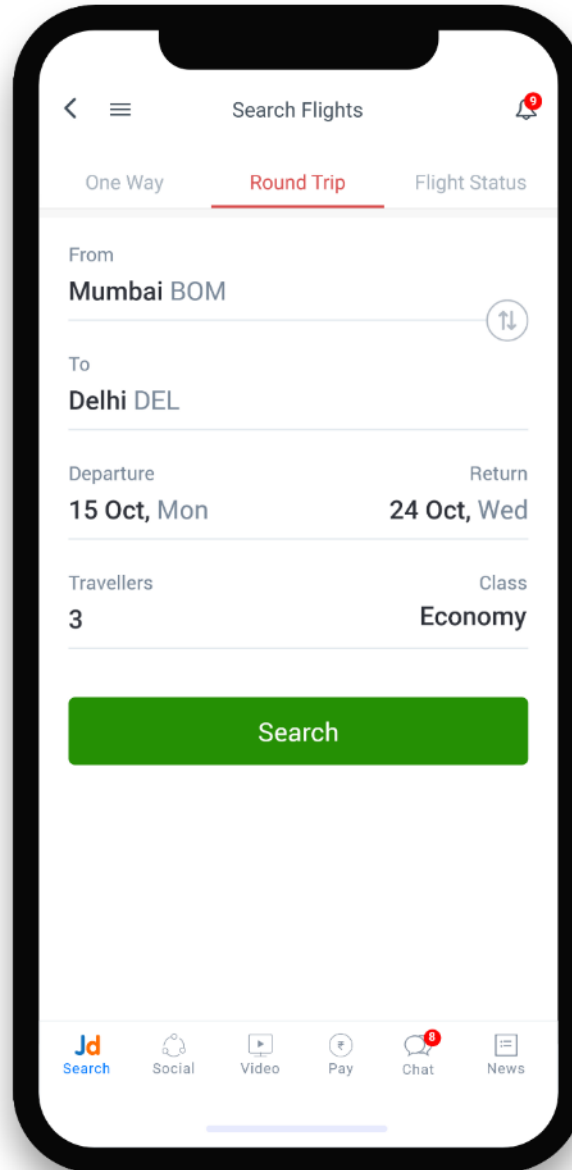 Search Flights
9
One Way Round Trip Flight Status
From
Mumbai BOM
To
Delhi DEL
Departure Return
15 Oct, Mon 24 Oct, Wed
Travellers Class
3 Economy
Search
Jd ₹ 8
Search Social Video Pay Chat News